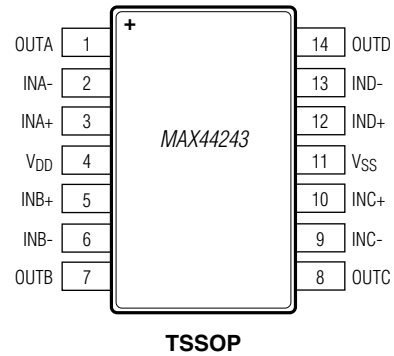 +
OUTA 1 14 OUTD
INA- 2 13 IND-
INA+ 3 12 IND+
MAX44243
VDD 4 11 VSS
INB+ 5 10 INC+
INB- 6 9 INC-
OUTB 7 8 OUTC
TSSOP